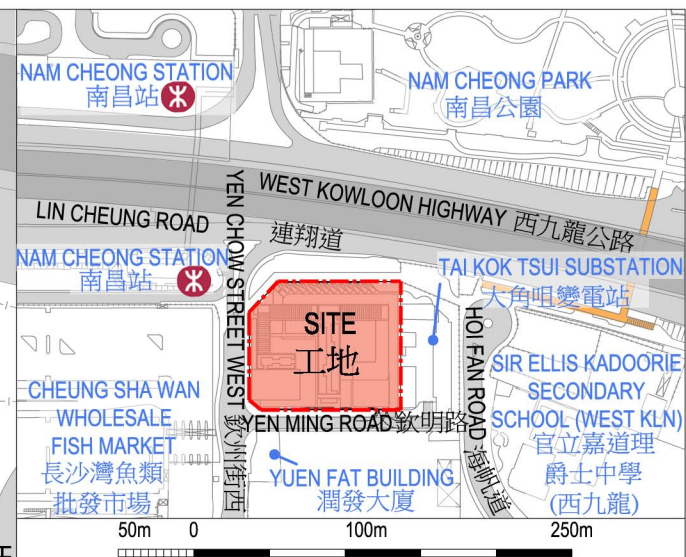 NAM CHEONG STATION
南昌站
NAM CHEONG PARK
南昌公園
WEST KOWLOON HIGHWAY 西九龍公路
LIN CHEUNG ROAD
連翔道
YEN CHOW STREET WEST 欽州街西
NAM CHEONG STATION
南昌站
TAI KOK TSUI SUBSTATION
大角咀變電站
SITE
工地
HOI FAN ROAD 海帆道
SIR ELLIS KADOORIE
SECONDARY
SCHOOL (WEST KLN)
官立嘉道理
爵士中學
(西九龍)
CHEUNG SHA WAN
WHOLESALE
FISH MARKET
長沙灣魚類
批發市場
YEN MING ROAD 欽明路
YUEN FAT BUILDING
潤發大廈
50m 0 100m 250m